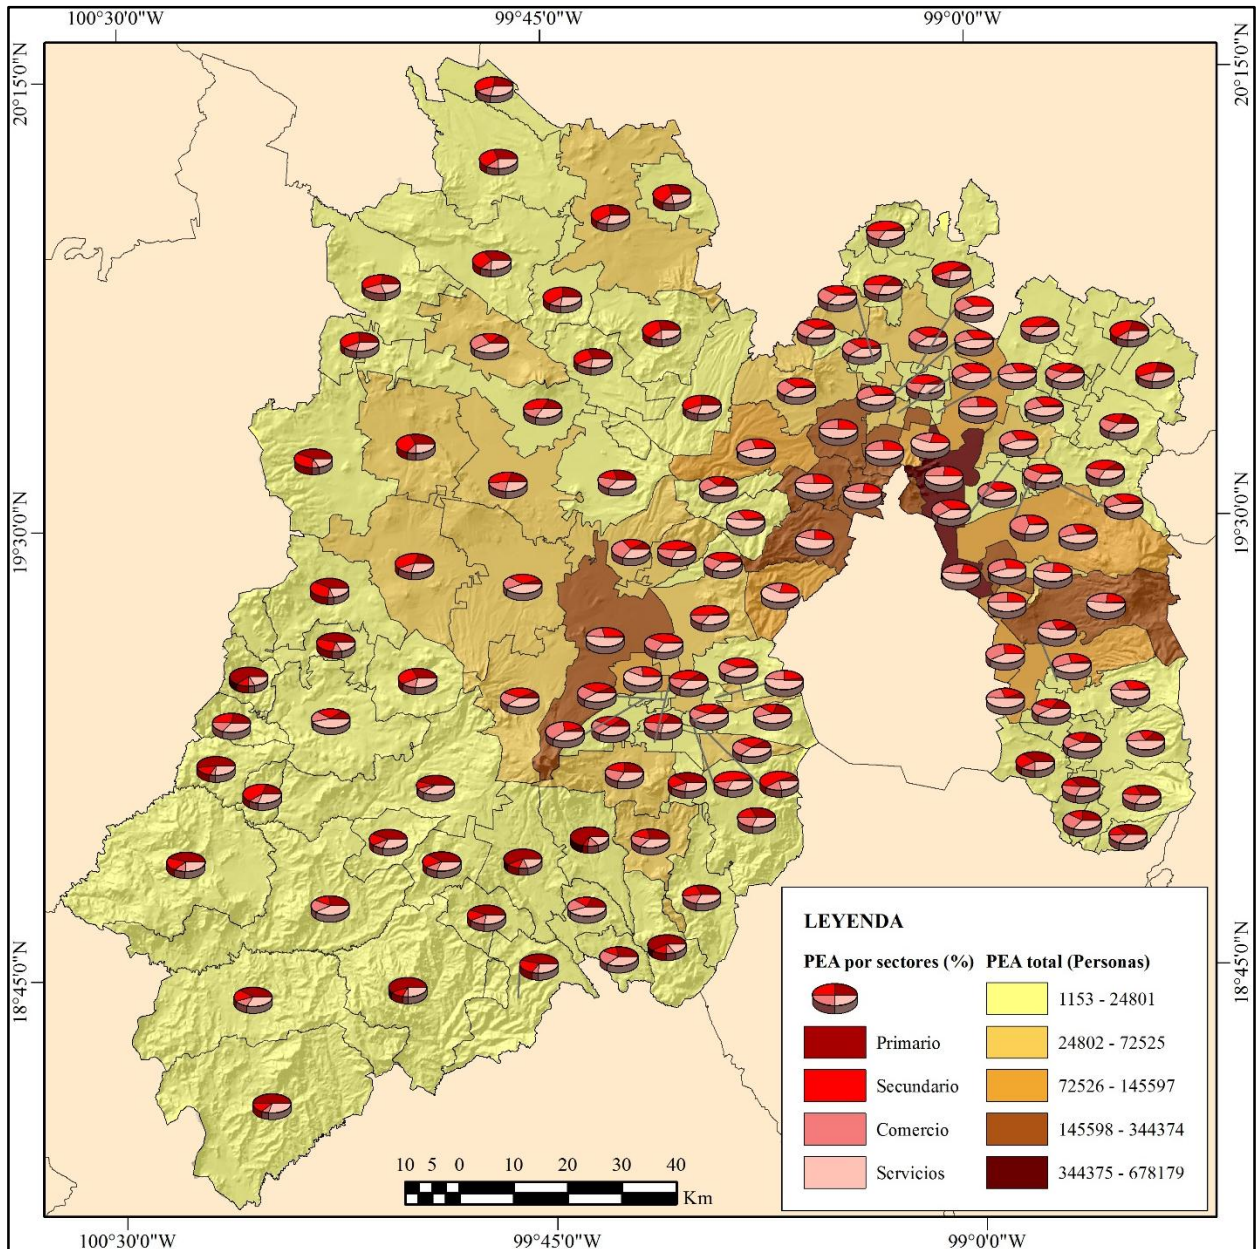 100°30'0"W 99°45'0"W 99°0'0"W
20°15'0"N 20°15'0"N
19°30'0"N 19°30'0"N
18°45'0"N 18°45'0"N
LEYENDA
PEA por sectores (%) PEA total (Personas)
1153 - 24801
Primario 24802 - 72525
Secundario 72526 - 145597
Comercio 145598 - 344374
Servicios 344375 - 678179
10 5 0 10 20 30 40
Km
100°30'0"W 99°45'0"W 99°0'0"W